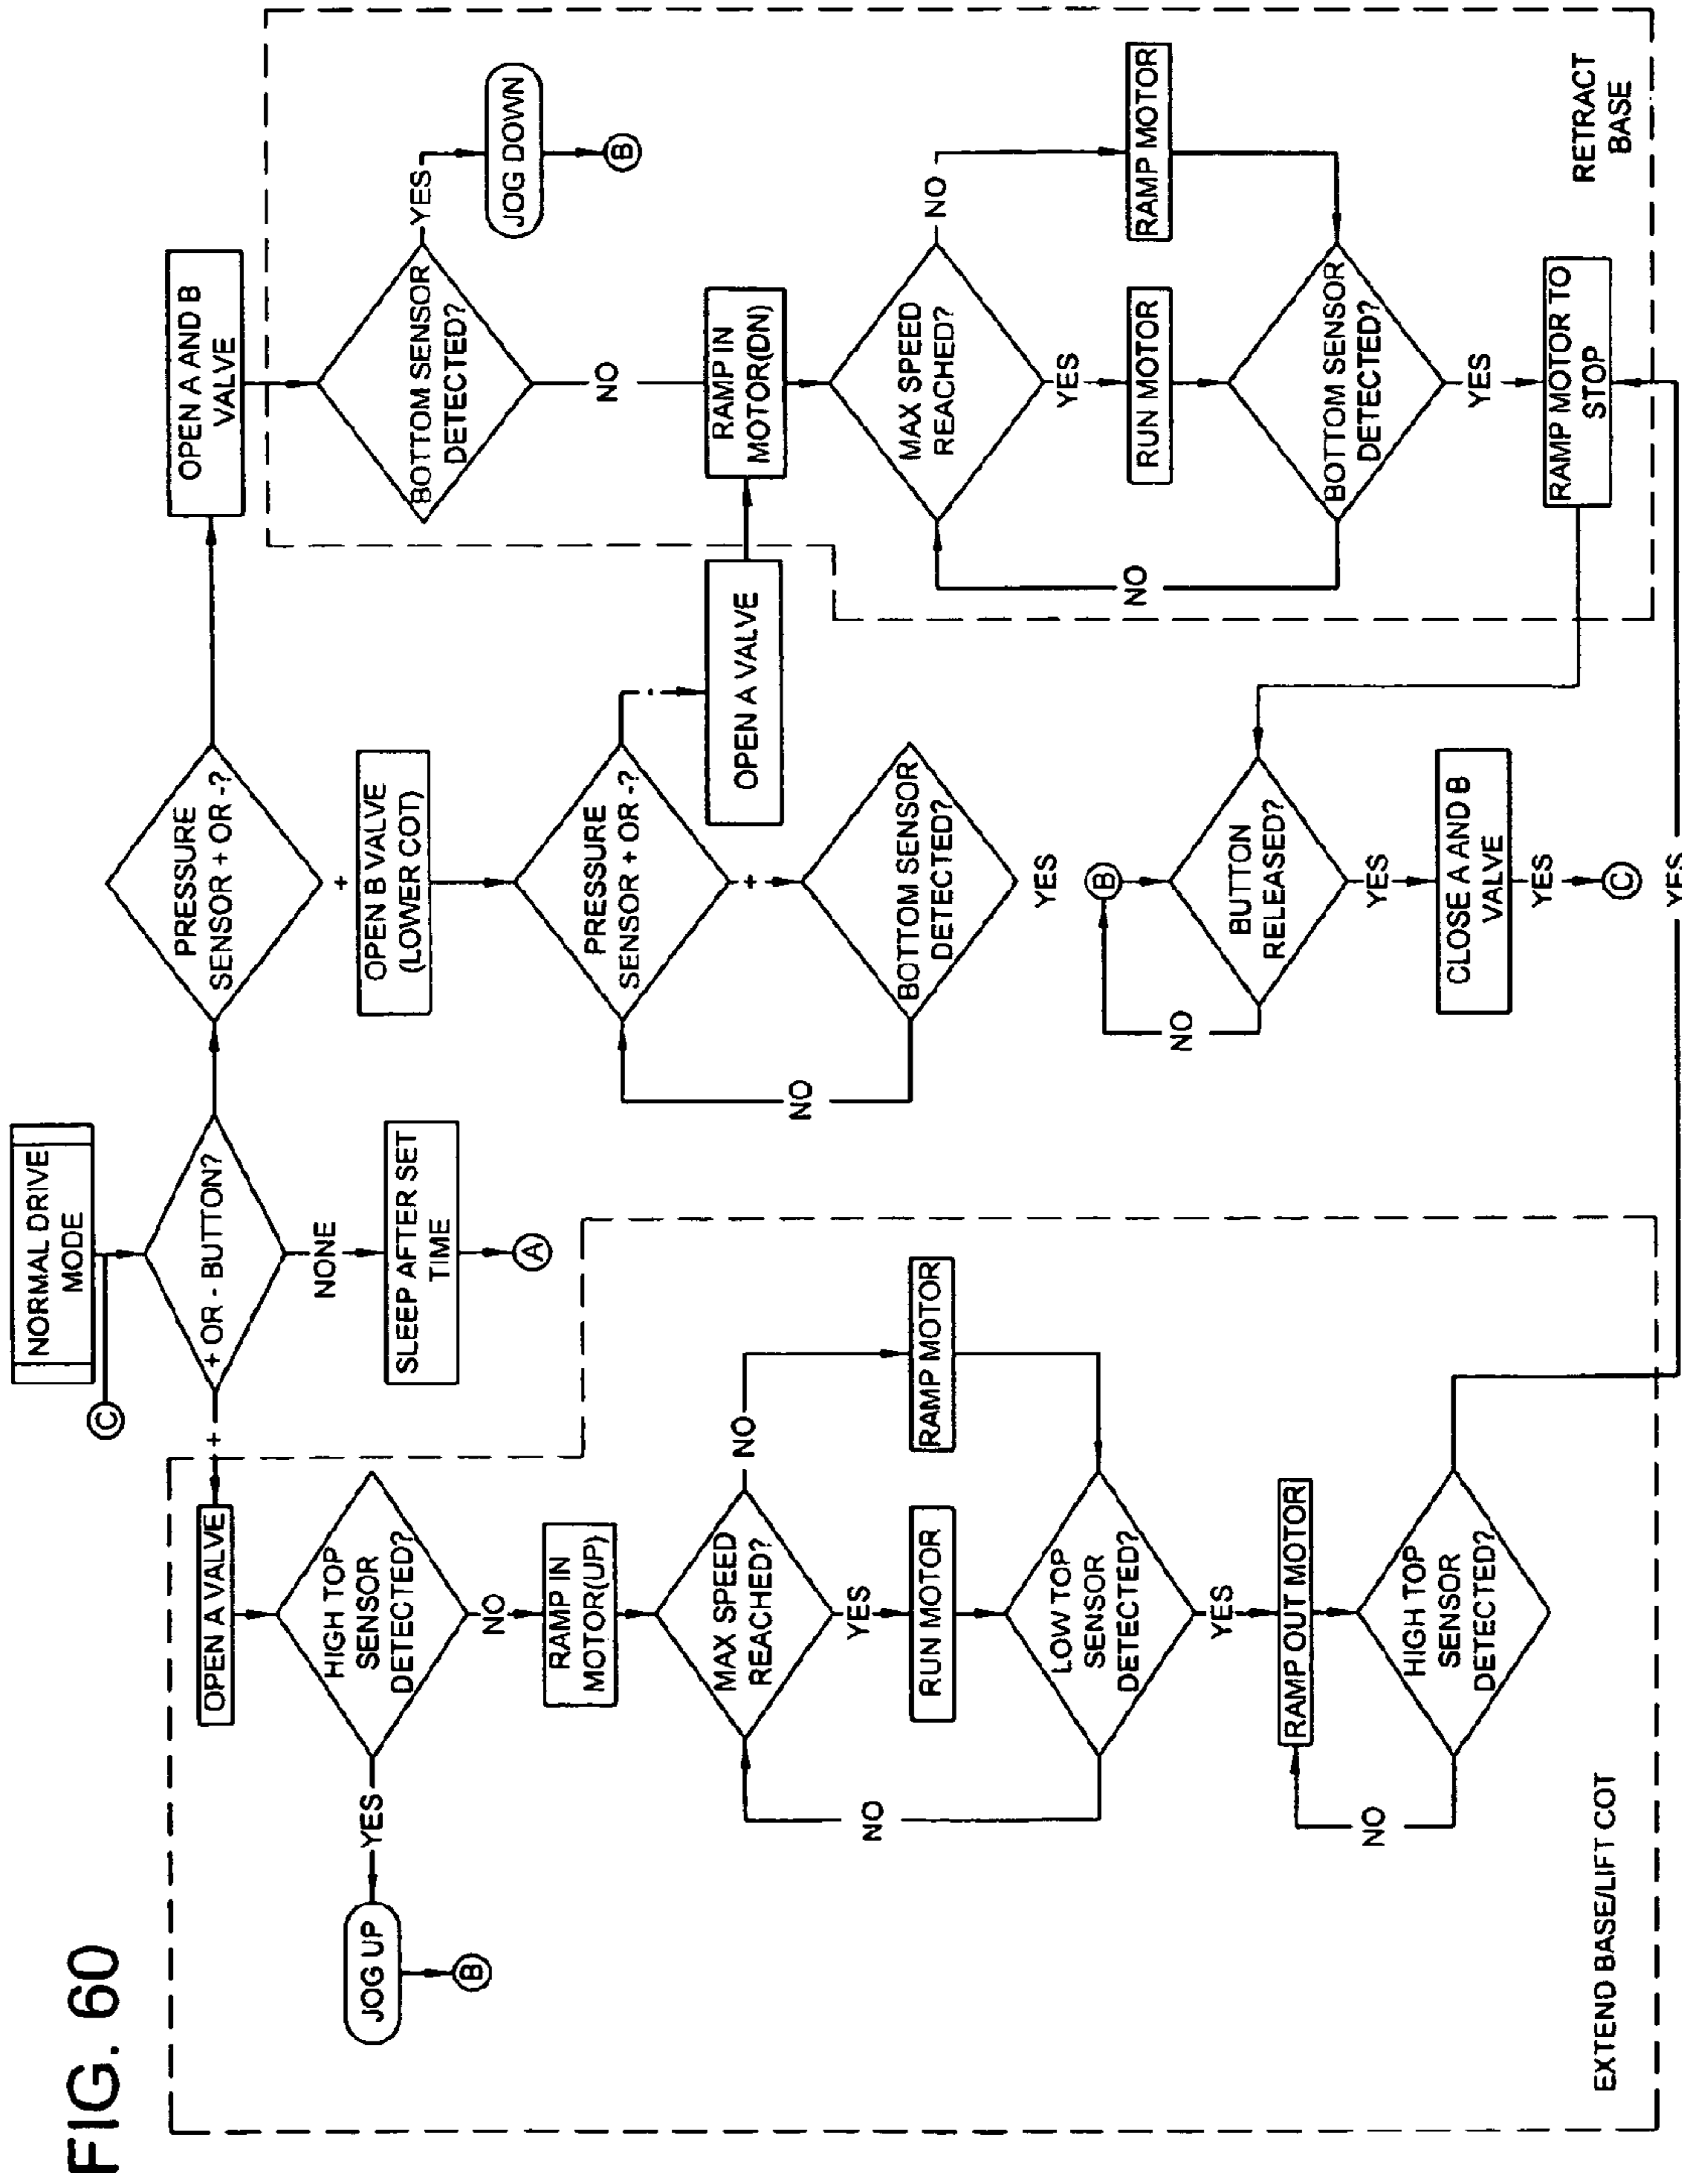 FIG. 60
NORMAL DRIVE
MODE
C
+ OR - BUTTON?
+
NONE
SLEEP AFTER SET
TIME
A
OPEN A VALVE
HIGH TOP
SENSOR
DETECTED?
YES
JOG UP
B
NO
RAMP IN
MOTOR(UP)
MAX SPEED
REACHED?
NO
RAMP MOTOR
YES
RUN MOTOR
LOW TOP
SENSOR
DETECTED?
NO
YES
RAMP OUT MOTOR
HIGH TOP
SENSOR
DETECTED?
NO
YES
EXTEND BASE/LIFT COT
PRESSURE
SENSOR + OR -?
+
OPEN B VALVE
(LOWER COT)
PRESSURE
SENSOR + OR -?
-
OPEN A VALVE
+
BOTTOM SENSOR
DETECTED?
NO
YES
B
BUTTON
RELEASED?
NO
YES
CLOSE A AND B
VALVE
YES
C
OPEN A AND B
VALVE
BOTTOM SENSOR
DETECTED?
YES
JOG DOWN
B
NO
RAMP IN
MOTOR(DN)
MAX SPEED
REACHED?
NO
RAMP MOTOR
YES
RUN MOTOR
BOTTOM SENSOR
DETECTED?
NO
YES
RAMP MOTOR TO
STOP
RETRACT
BASE